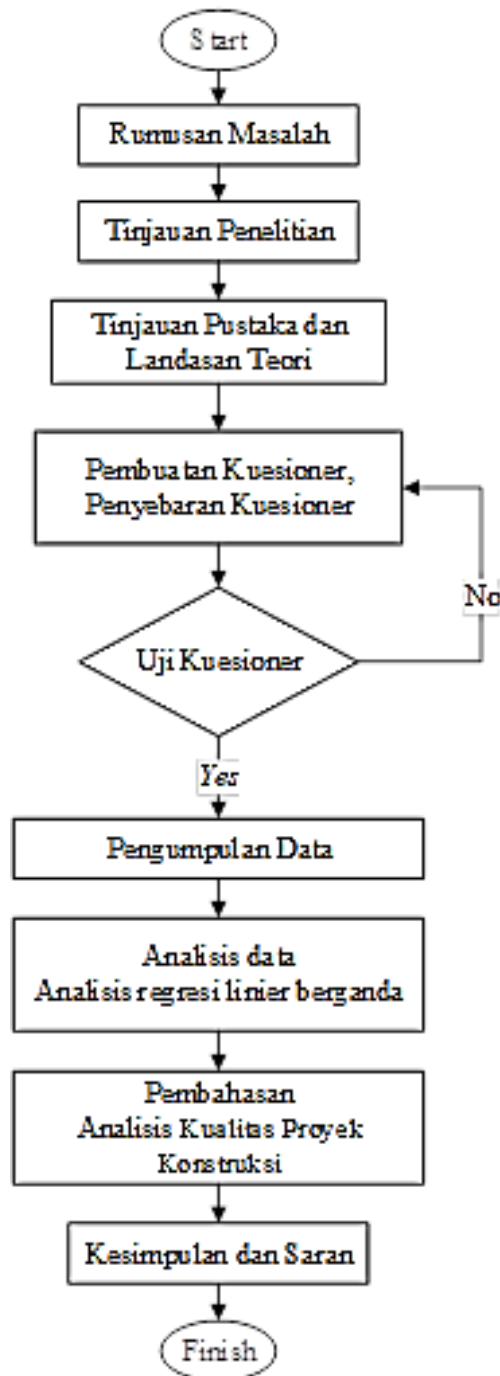 Start
Rumusan Masalah
Tinjauan Penelitian
Tinjauan Pustaka dan
Landasan Teori
Pembuatan Kuesioner,
Penyebaran Kuesioner
No
Uji Kuesioner
Yes
Pengumpulan Data
Analisis data
Analisis regresi linier berganda
Pembahasan
Analisis Kualitas Proyek
Konstruksi
Kesimpulan dan Saran
Finish